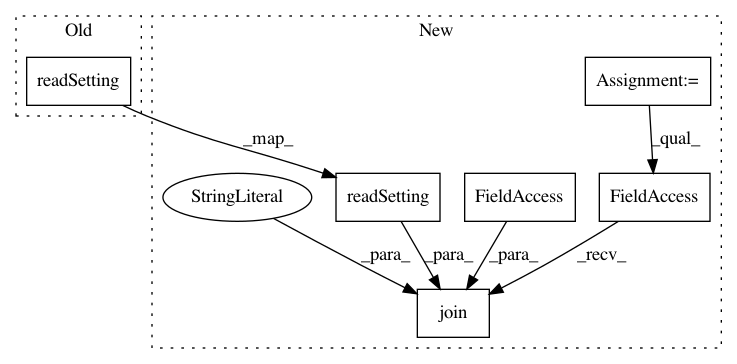 Old
New
readSetting
Assignment:=
_map_
_qual_
StringLiteral
readSetting
FieldAccess
FieldAccess
_para_
_para_
_para_
_recv_
join